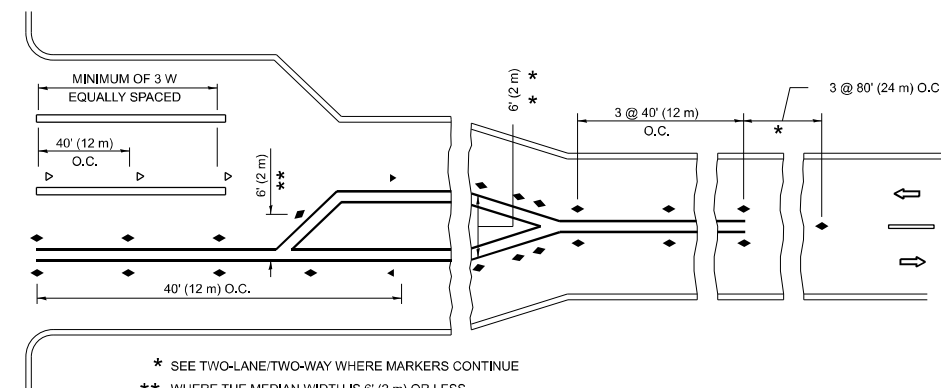 MINIMUM OF 3 W
EQUALLY SPACED
40' (12 m)
O.C.
6' (2 m)
**
6' (2 m)
*
*
3 @ 40' (12 m)
O.C.
3 @ 80' (24 m) O.C
*
40' (12 m) O.C.
* SEE TWO-LANE/TWO-WAY WHERE MARKERS CONTINUE
** WHERE THE MEDIAN WIDTH IS 6' (2 m) OR LESS